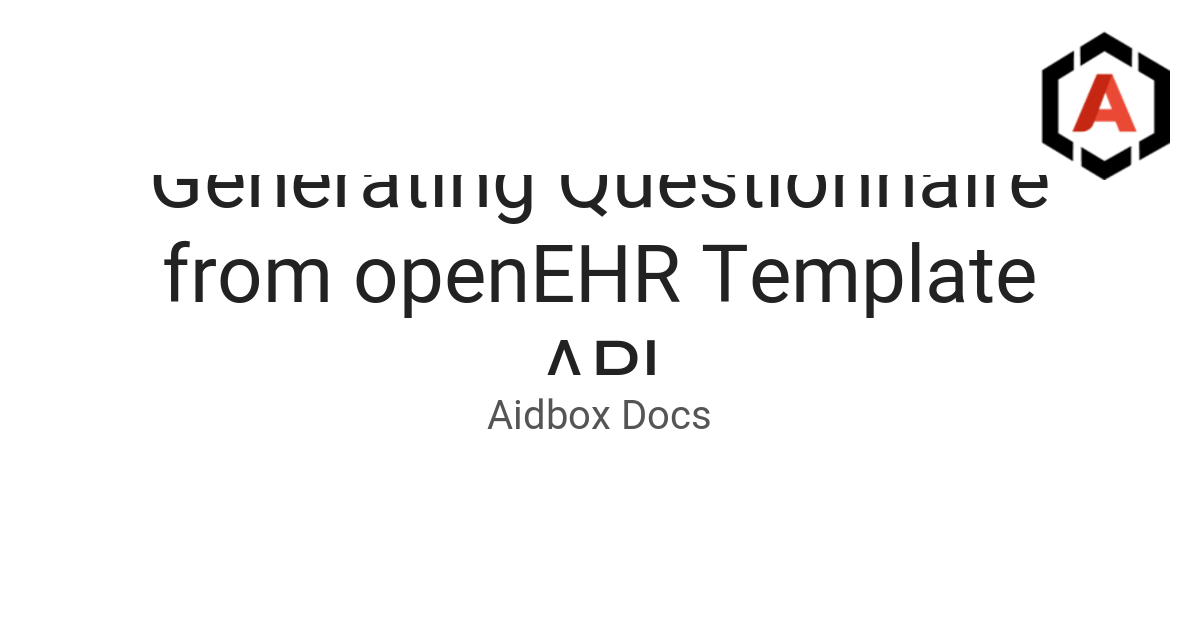 Generating Questionnaire
from openEHR Template
API
Aidbox Docs